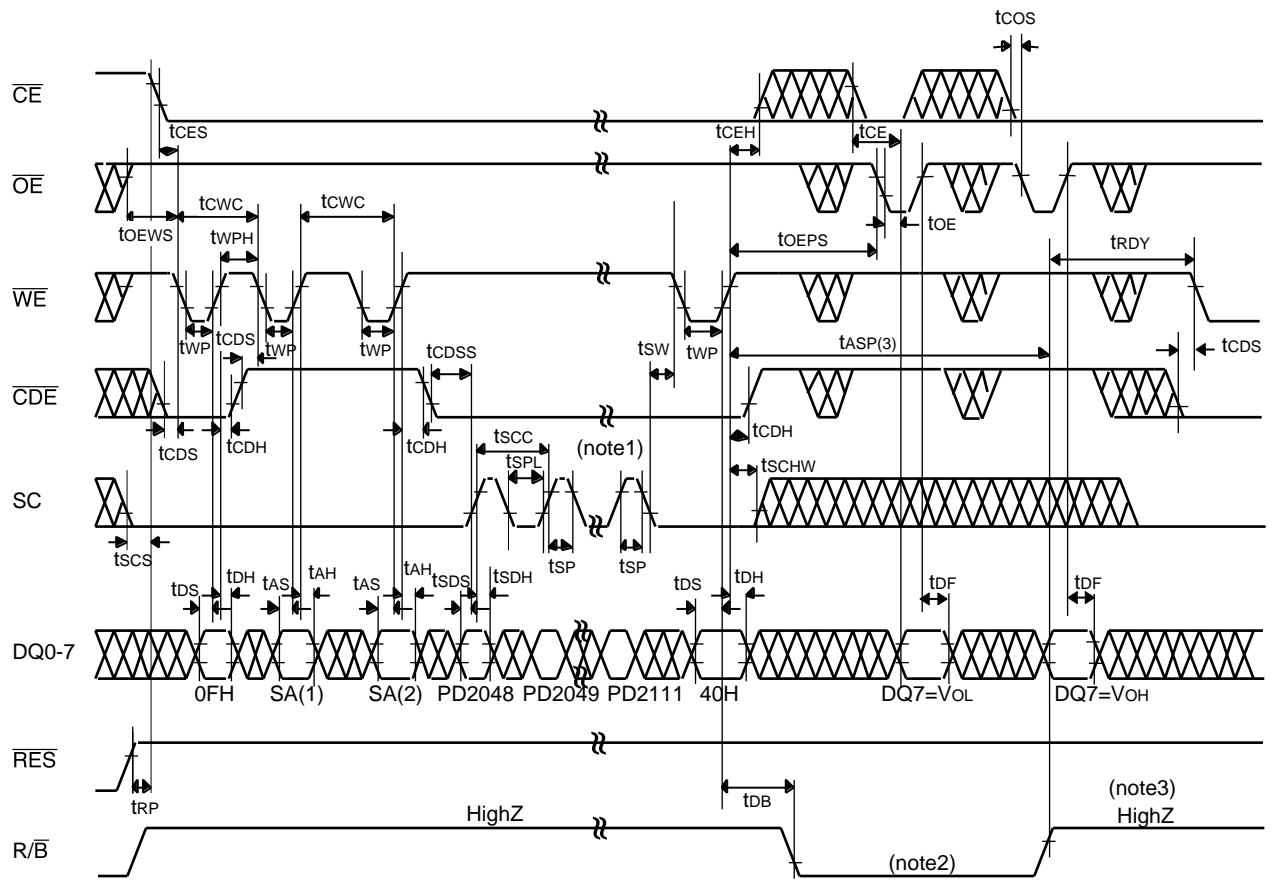 tCOS
CE
tCES
tCEH
tCE
OE
tCWC
tCWC
tOEWS
tWPH
tOE
tOEPS
tRDY
WE
tWP
tCDS
tWP
tWP
tCDSS
tSW
tWP
tASP(3)
tCDS
CDE
tCDS
tCDH
tCDH
tSCC
(note1)
tCDH
tSPL
tSCHW
SC
tSCS
tSP
tSP
tDS
tDH
tAS
tAH
tAS
tAH
tSDS
tSDH
tDS
tDH
tDF
tDF
DQ0-7
0FH
SA(1)
SA(2)
PD2048
PD2049
PD2111
40H
DQ7=VOL
DQ7=VOH
RES
tRP
tDB
(note3)
HighZ
HighZ
R/B
(note2)